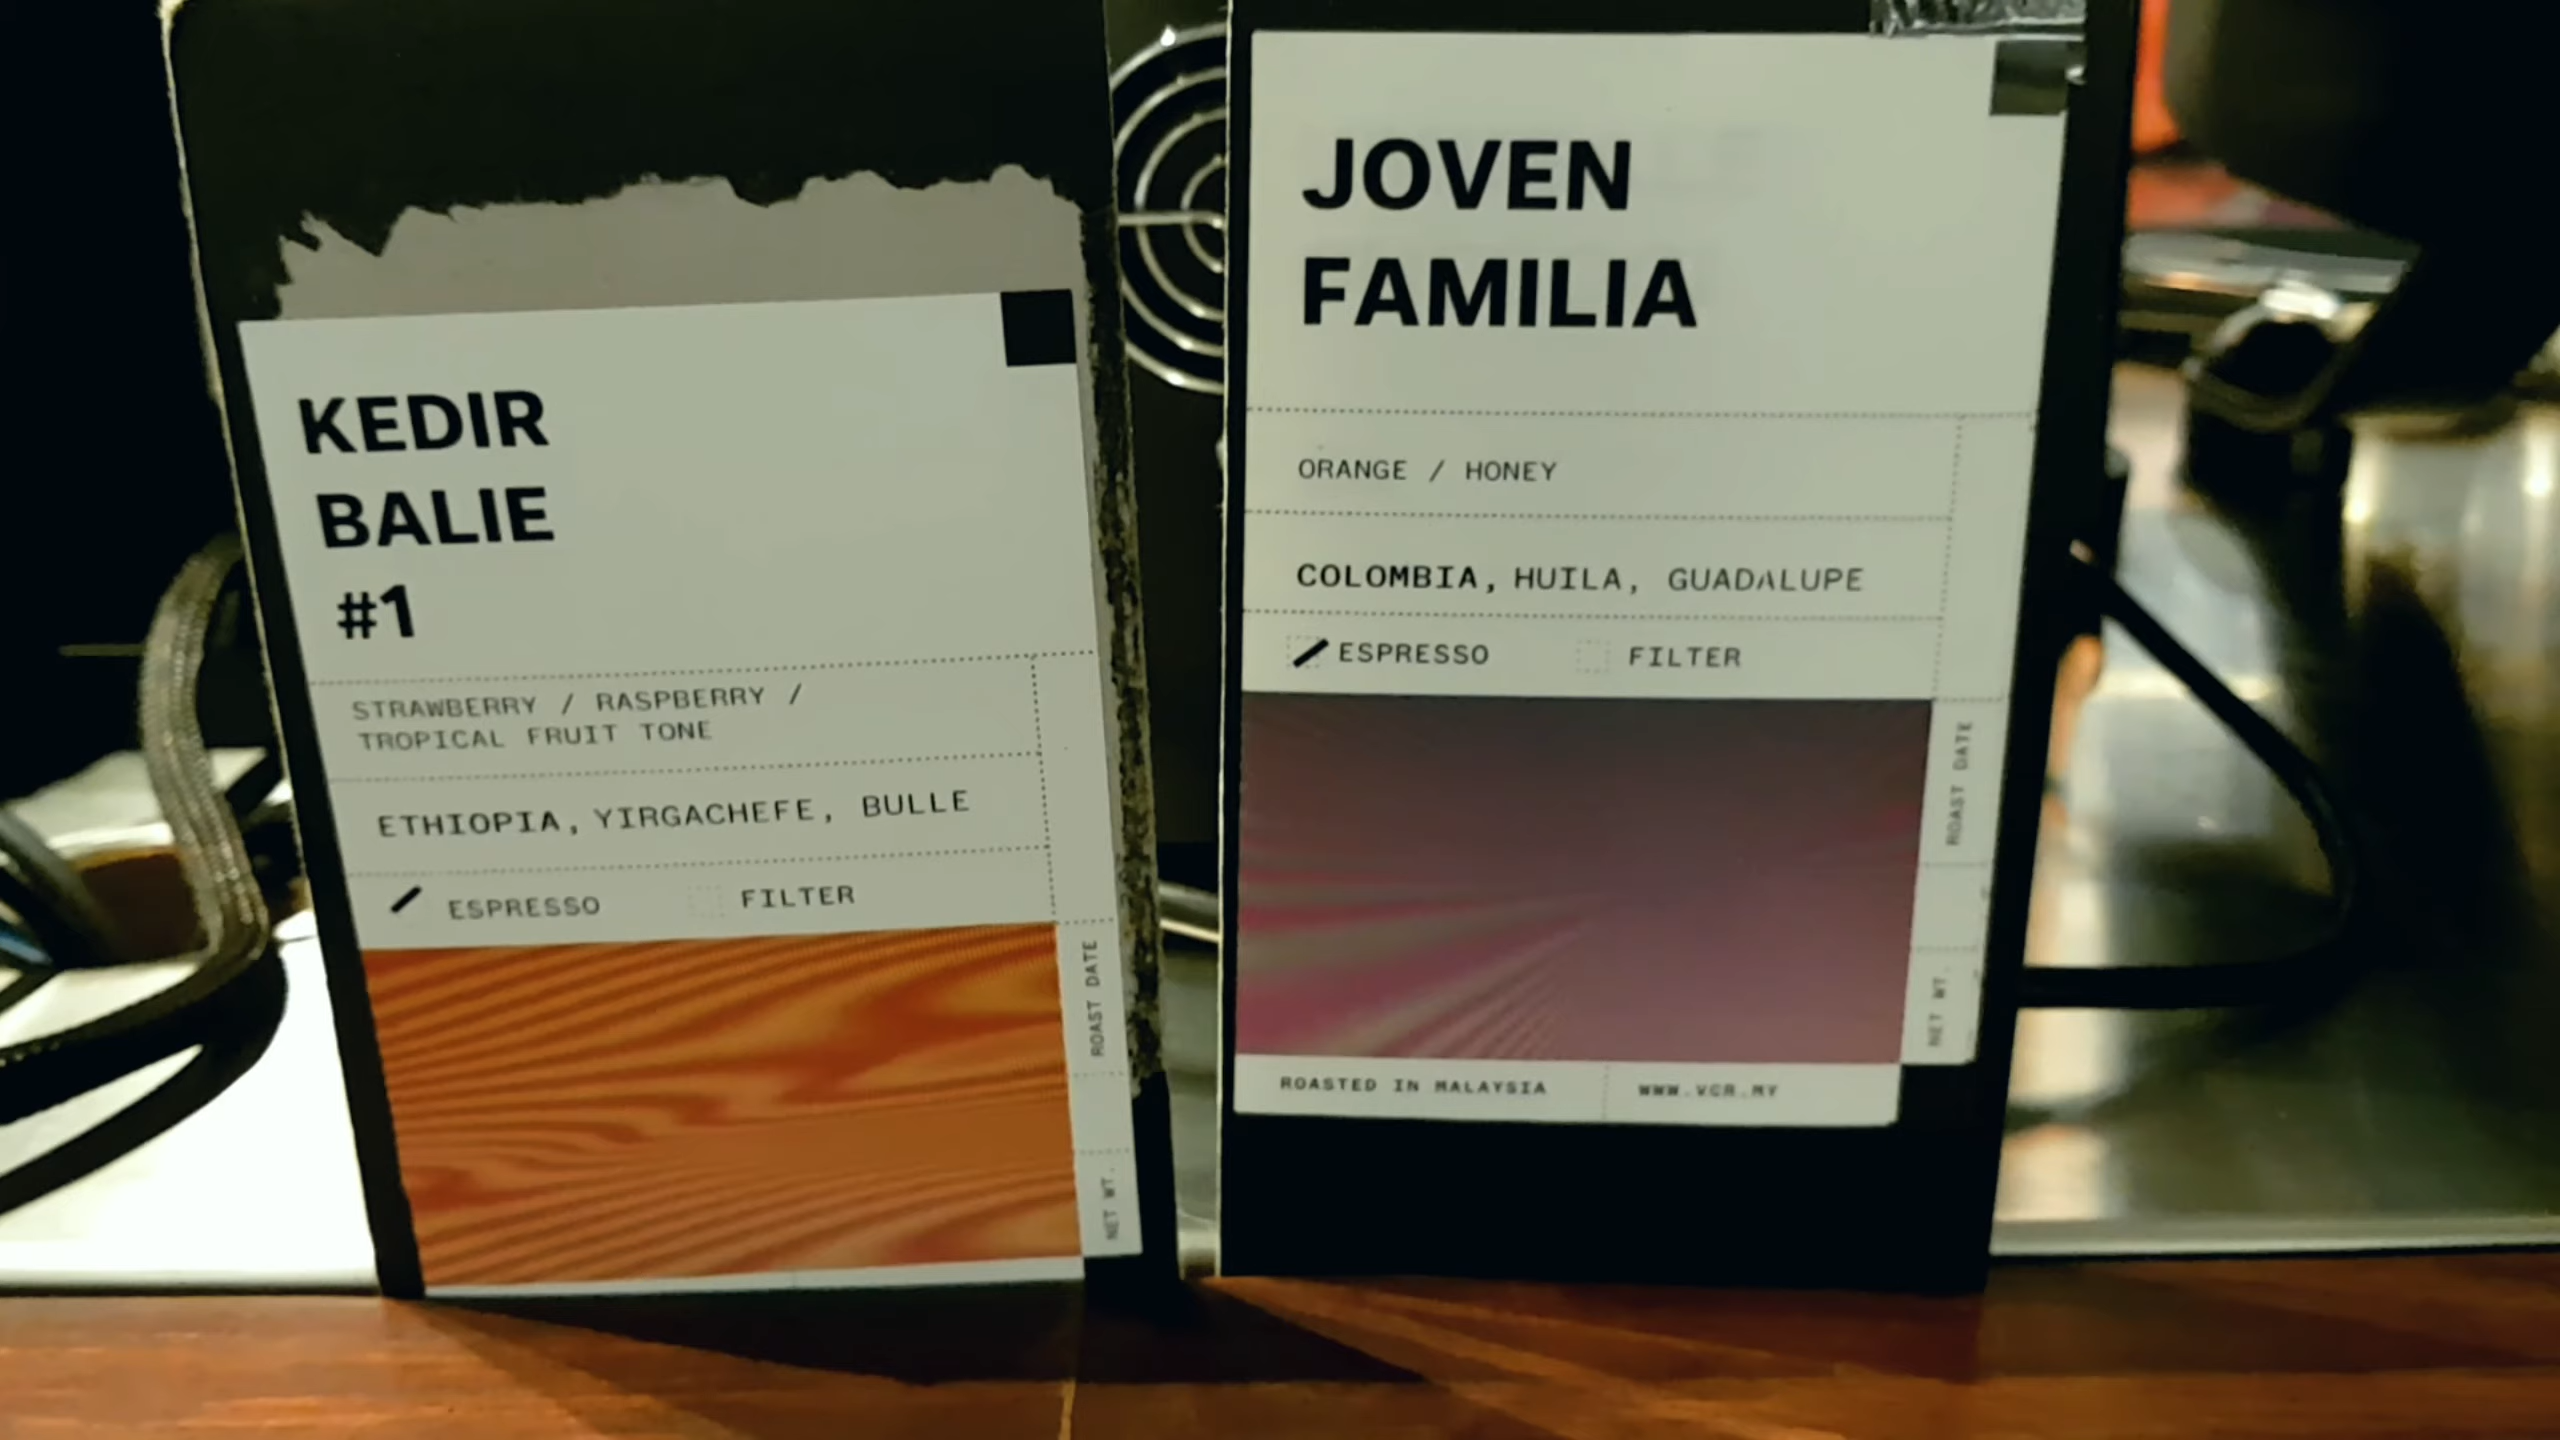 KEDIR
BALIE
#1
STRAWBERRY / RASPBERRY /
TROPICAL FRUIT TONE
ETHIOPIA, YIRGACHEFE, BULLE
ESPRESSO FILTER
ROAST DATE
NET WT.
JOVEN
FAMILIA
ORANGE / HONEY
COLOMBIA, HUILA, GUADALUPE
ESPRESSO FILTER
ROAST DATE
NET WT.
ROASTED IN MALAYSIA WWW.VCR.MY